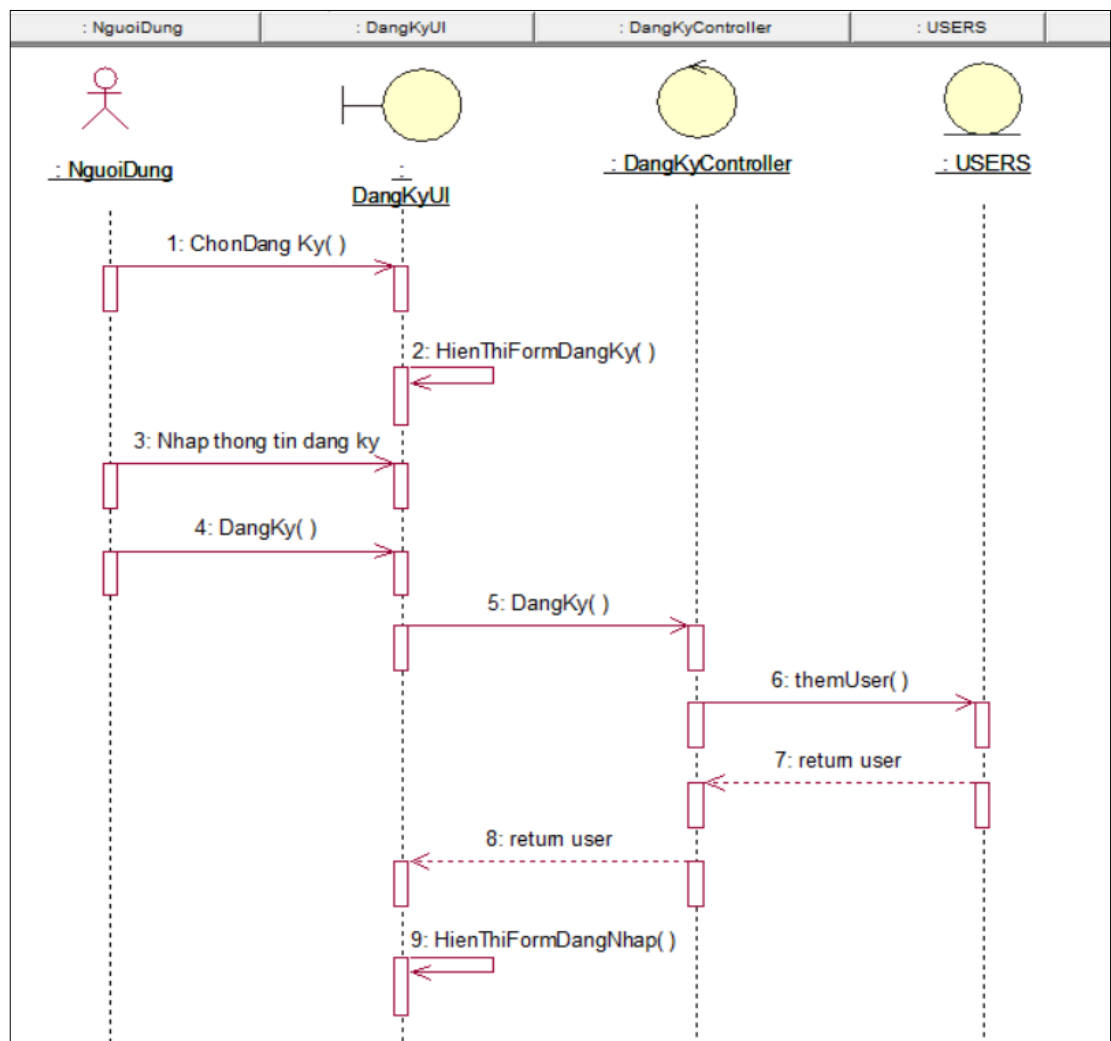 : NguoiDung
: DangKyUI
: DangKyController
: USERS
: NguoiDung
:
DangKyUI
: DangKyController
: USERS
1: ChonDang Ky( )
2: HienThiFormDangKy( )
3: Nhap thong tin dang ky
4: DangKy( )
5: DangKy( )
6: themUser( )
7: return user
8: return user
9: HienThiFormDangNhap( )